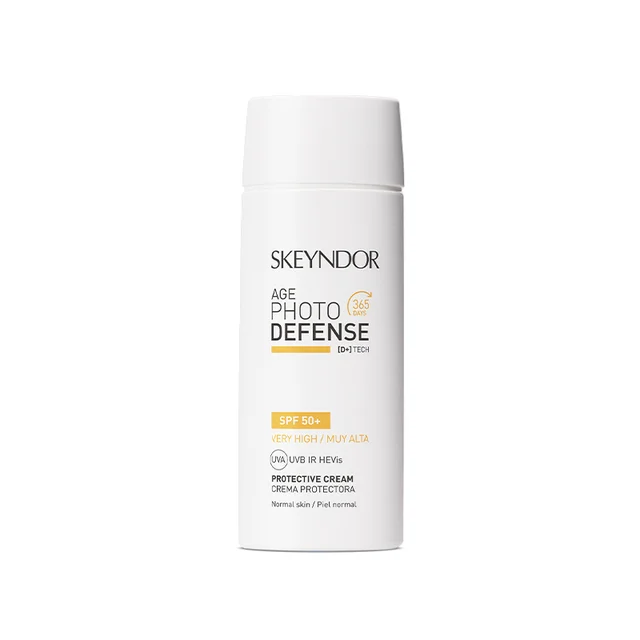 SKEYNDOR
AGE
PHOTO
DEFENSE
365
DAYS
[D+] TECH
SPF 50+
VERY HIGH / MUY ALTA
UVA UVB IR HEVis
PROTECTIVE CREAM
CREMA PROTECTORA
Normal skin / Piel normal